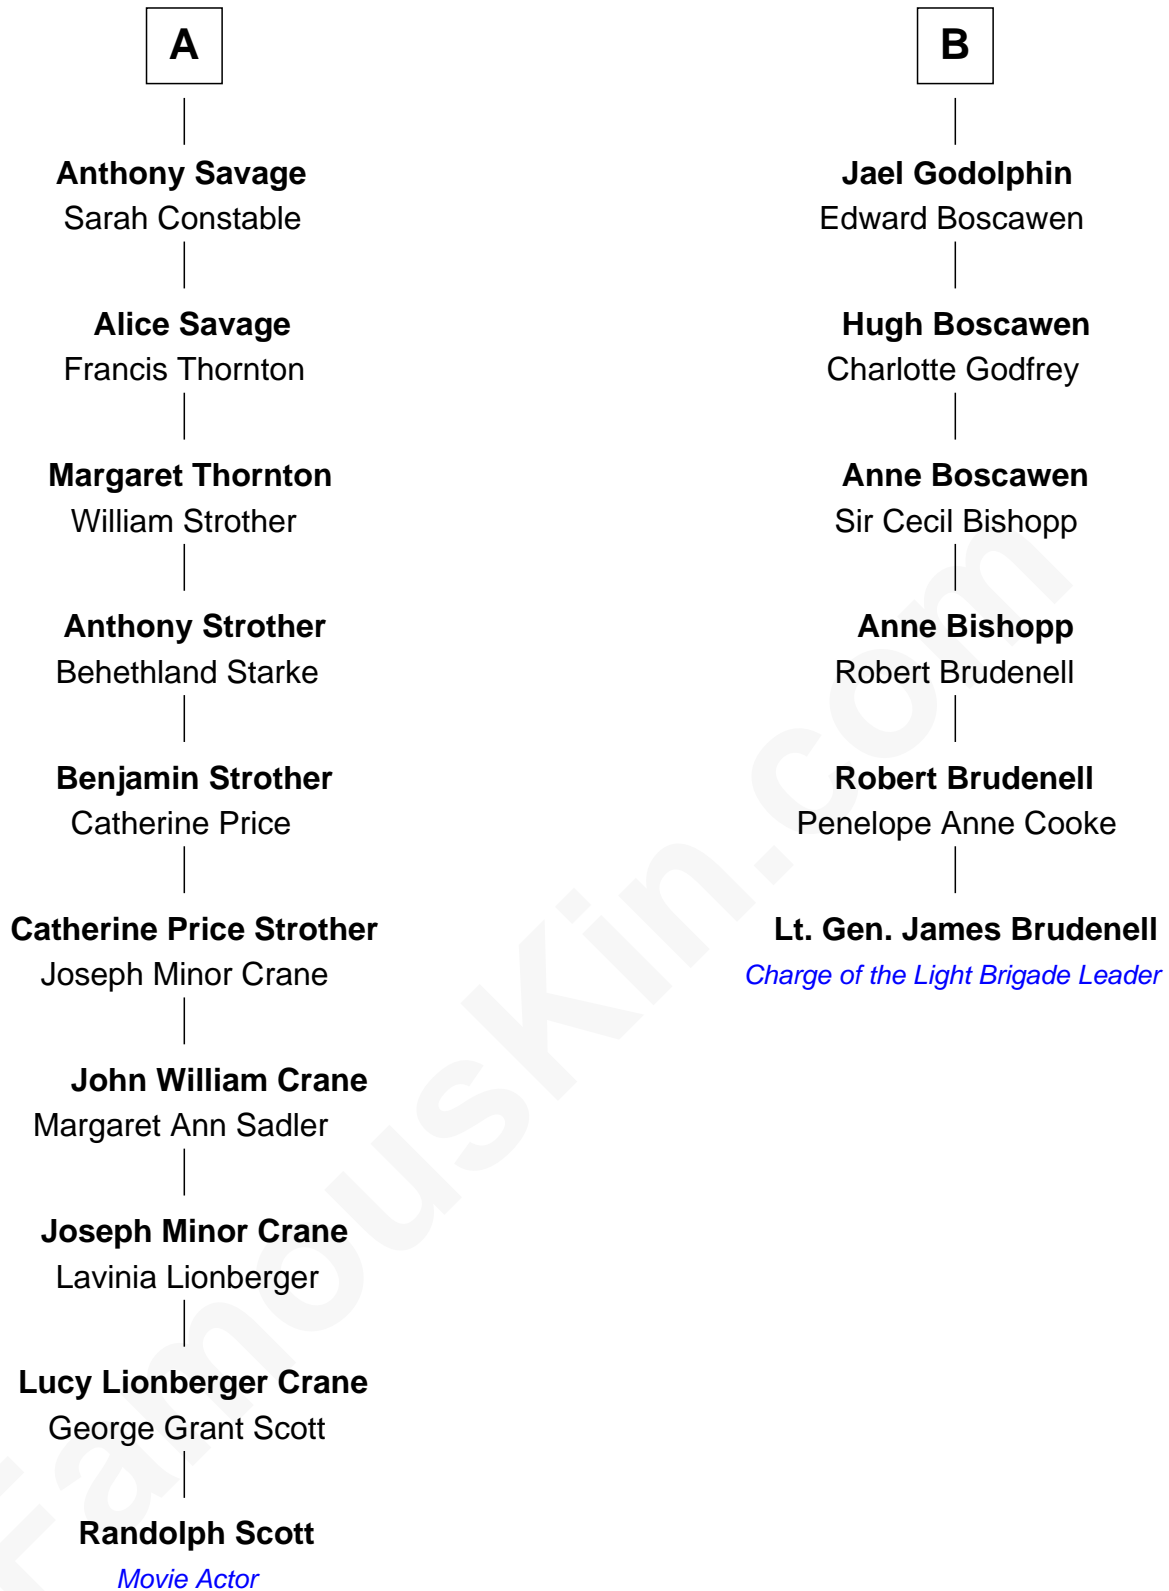 A
Anthony Savage
Sarah Constable
Alice Savage
Francis Thornton
Margaret Thornton
William Strother
Anthony Strother
Behethland Starke
Benjamin Strother
Catherine Price
Catherine Price Strother
Joseph Minor Crane
John William Crane
Margaret Ann Sadler
Joseph Minor Crane
Lavinia Lionberger
Lucy Lionberger Crane
George Grant Scott
Randolph Scott
Movie Actor
B
Jael Godolphin
Edward Boscawen
Hugh Boscawen
Charlotte Godfrey
Anne Boscawen
Sir Cecil Bishopp
Anne Bishopp
Robert Brudenell
Robert Brudenell
Penelope Anne Cooke
Lt. Gen. James Brudenell
Charge of the Light Brigade Leader
FamousKin.com